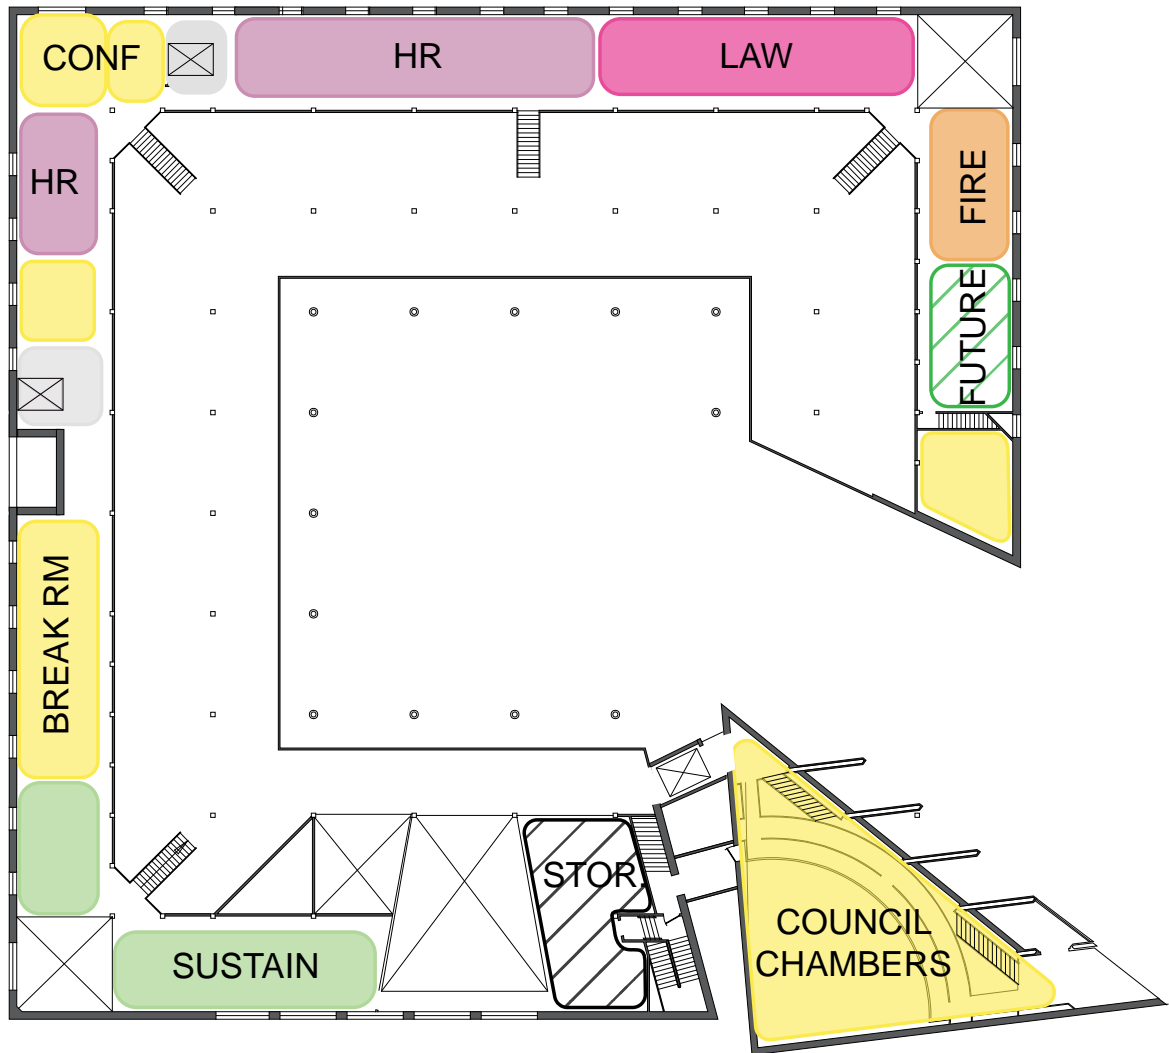 CONF
HR
LAW
HR
FIRE
FUTURE
BREAK RM
STOR.
SUSTAIN
COUNCIL
CHAMBERS